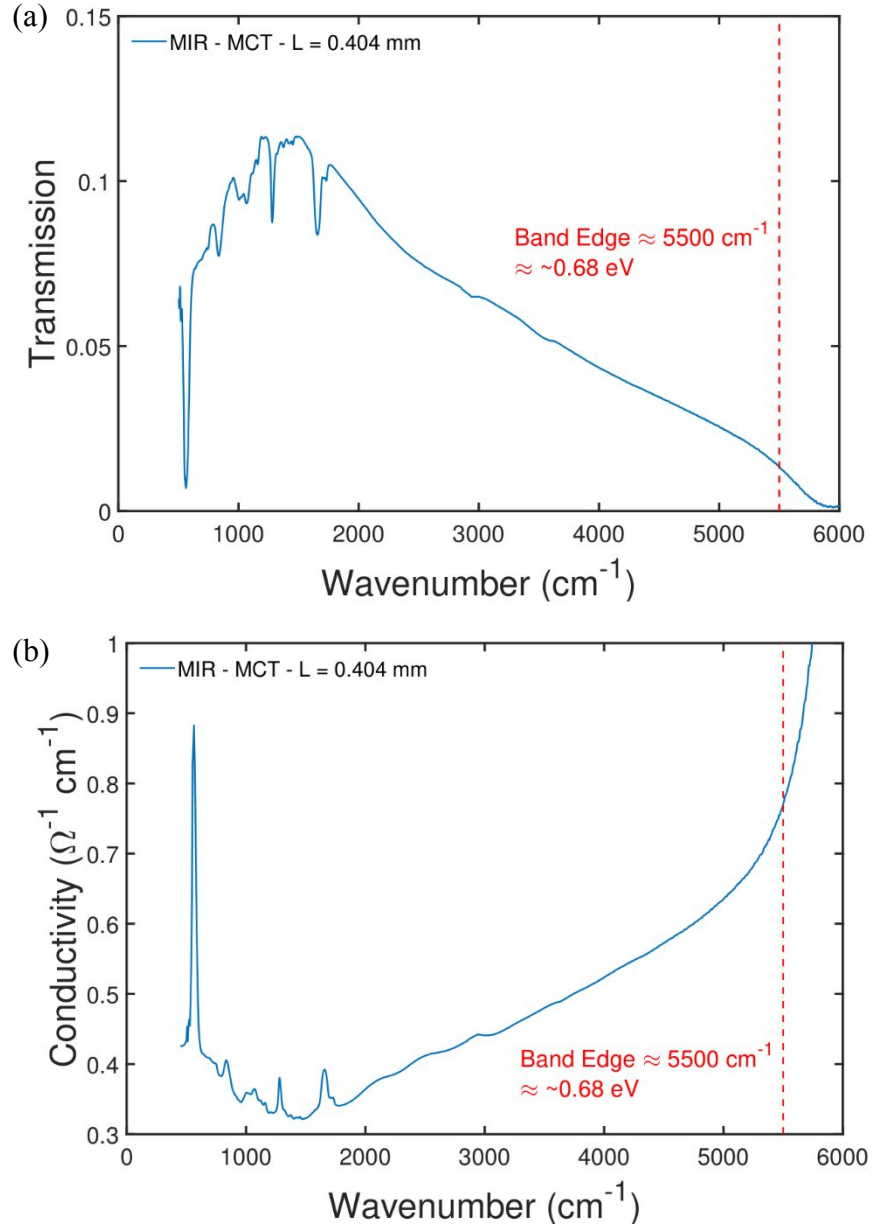 (a)
0.15
MIR - MCT - L = 0.404 mm
0.1
Band Edge ≈ 5500 cm⁻¹
≈ ~0.68 eV
0.05
0
Transmission
0 1000 2000 3000 4000 5000 6000
Wavenumber (cm⁻¹)
(b)
1
MIR - MCT - L = 0.404 mm
0.9
0.8
0.7
0.6
0.5
0.4
0.3
Conductivity (Ω⁻¹ cm⁻¹)
Band Edge ≈ 5500 cm⁻¹
≈ ~0.68 eV
0 1000 2000 3000 4000 5000 6000
Wavenumber (cm⁻¹)